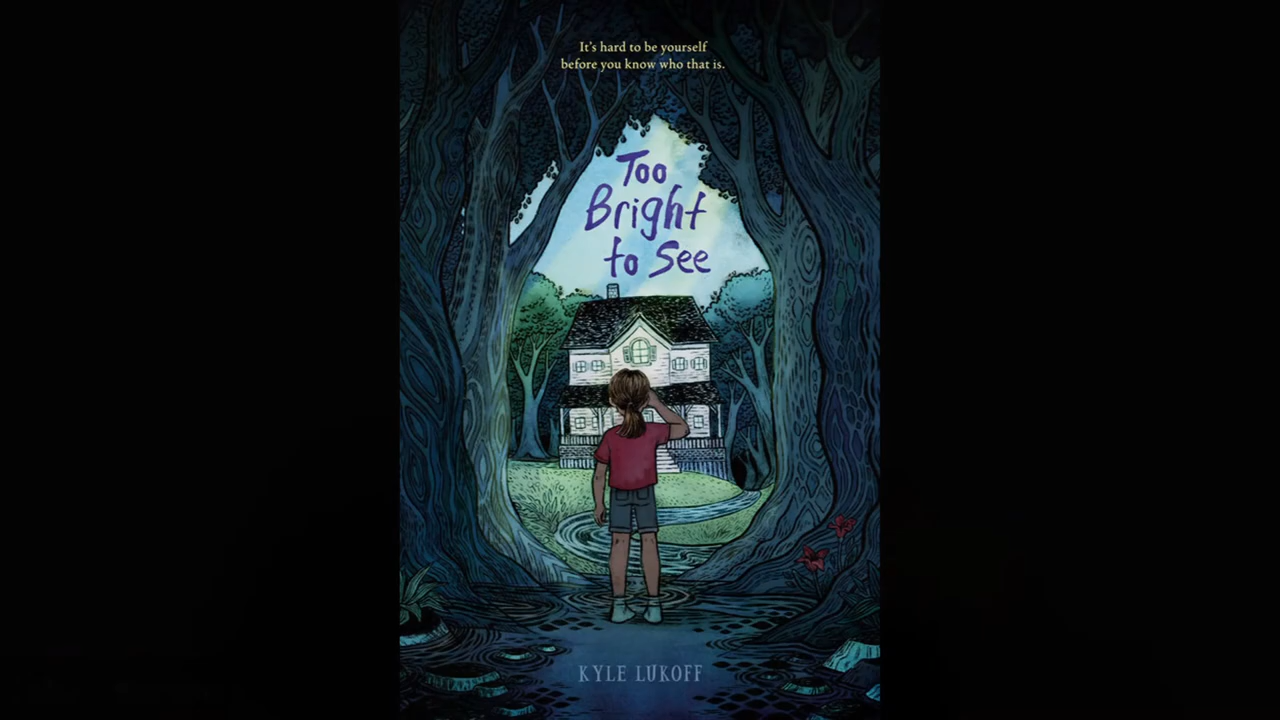 It's hard to be yourself
before you know who that is.
Too
Bright
to See
KYLE LUKOFF